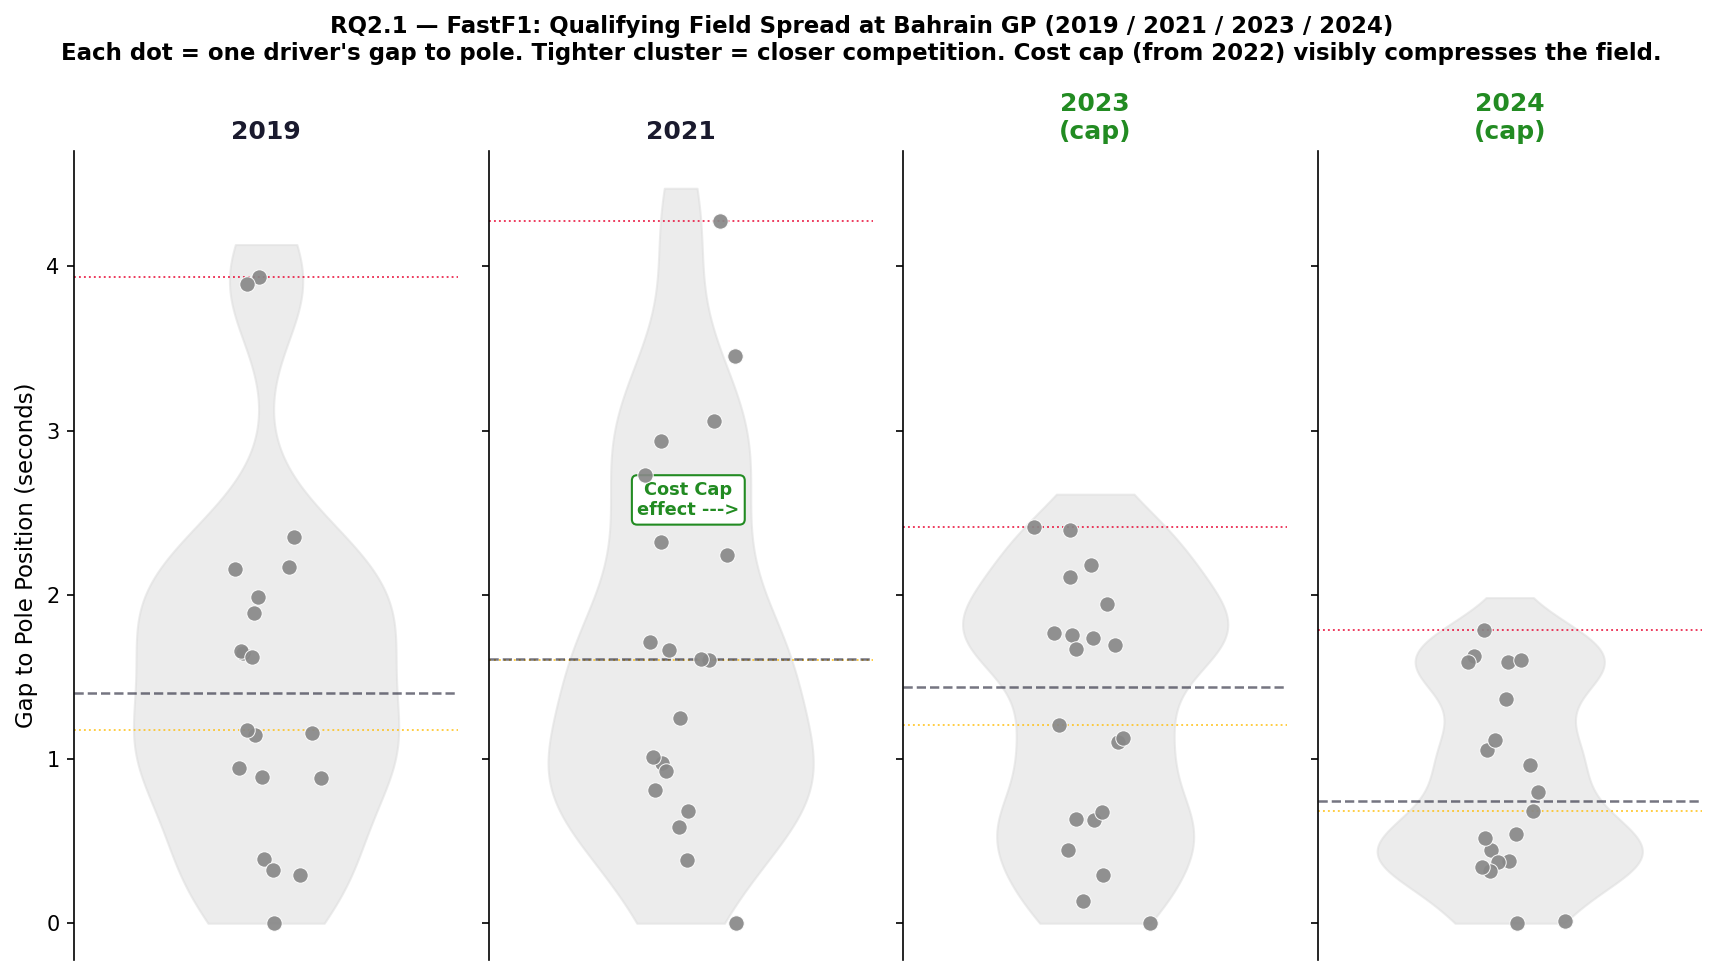 RQ2.1 — FastF1: Qualifying Field Spread at Bahrain GP (2019 / 2021 / 2023 / 2024)
Each dot = one driver's gap to pole. Tighter cluster = closer competition. Cost cap (from 2022) visibly compresses the field.
2019
2021
2023
(cap)
2024
(cap)
Gap to Pole Position (seconds)
4
3
2
1
0
Cost Cap
effect --->